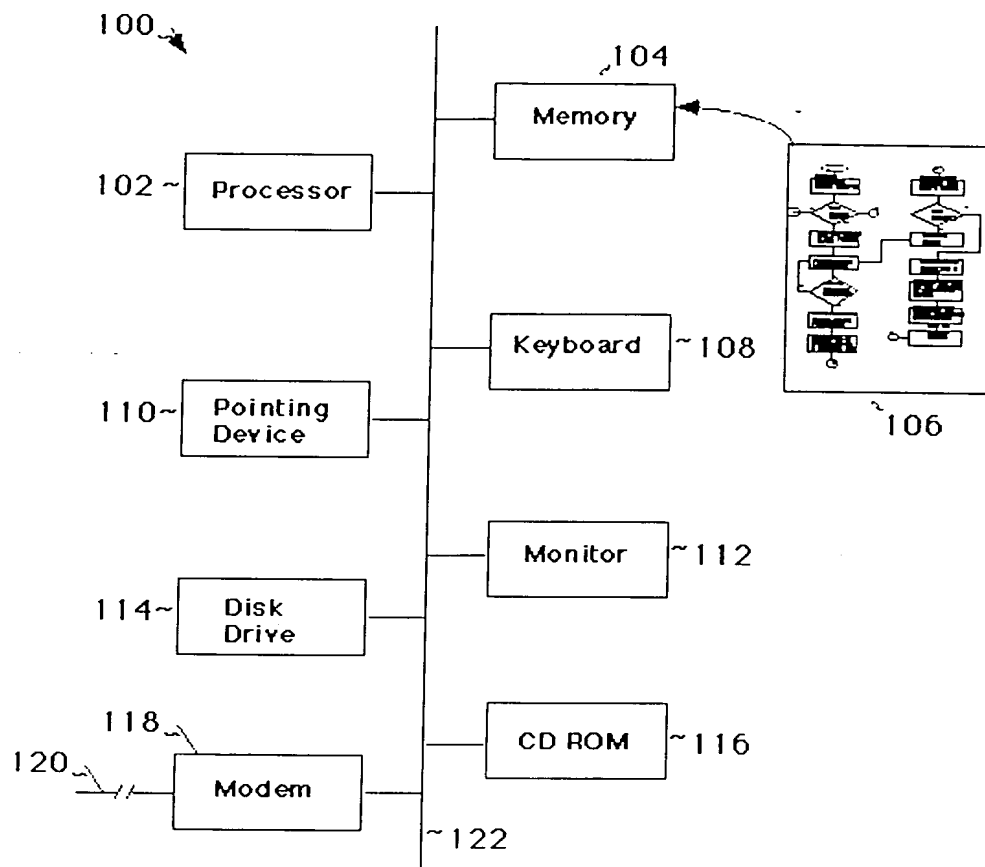 100
104
Memory
102
Processor
Keyboard
108
106
110
Pointing
Device
Monitor
112
114
Disk
Drive
118
CD ROM
116
120
Modem
122